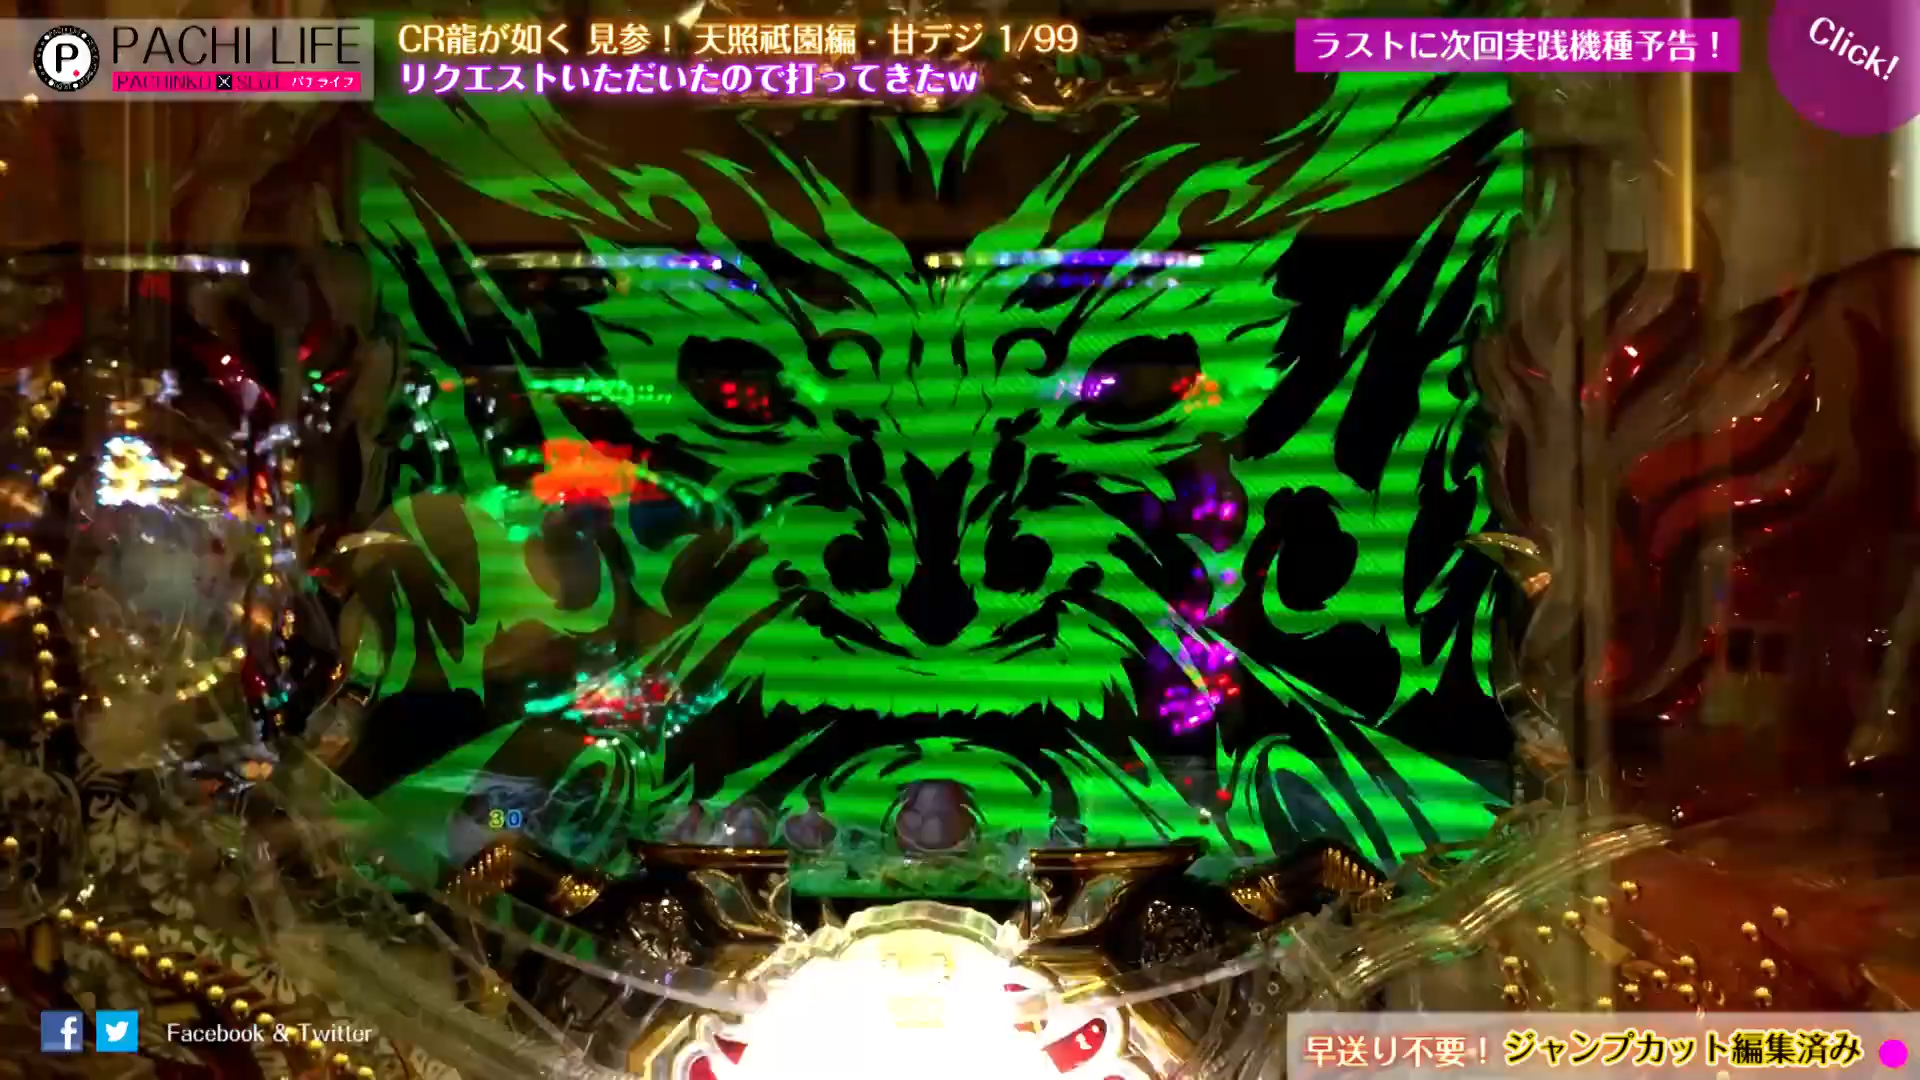 PACHI LIFE
PACHINKO X SLOT パチライフ
CR龍が如く 見参！ 天照祇園編 - 甘デジ 1/99
リクエストいただいたので打ってきたw
ラストに次回実践機種予告！
Click!
30
Facebook & Twitter
早送り不要！ ジャンプカット編集済み